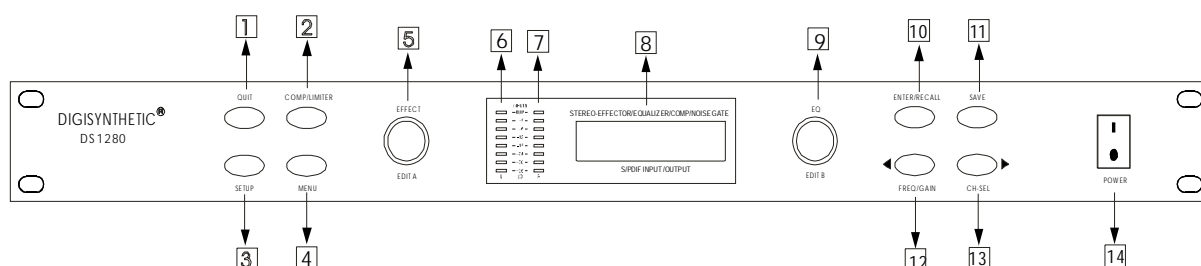 1
2
5
6
7
8
9
10
11
DIGISYNTHETIC®
DS1280
QUIT
COMP/LIMITER
EFFECT
STEREO-EFFECTOR/EQUALIZER/COMP/NOISE GATE
EQ
ENTER/RECALL
SAVE
SETUP
MENU
EDIT A
S/PDIF INPUT/OUTPUT
EDIT B
FREQ/GAIN
CH-SEL
POWER
3
4
12
13
14